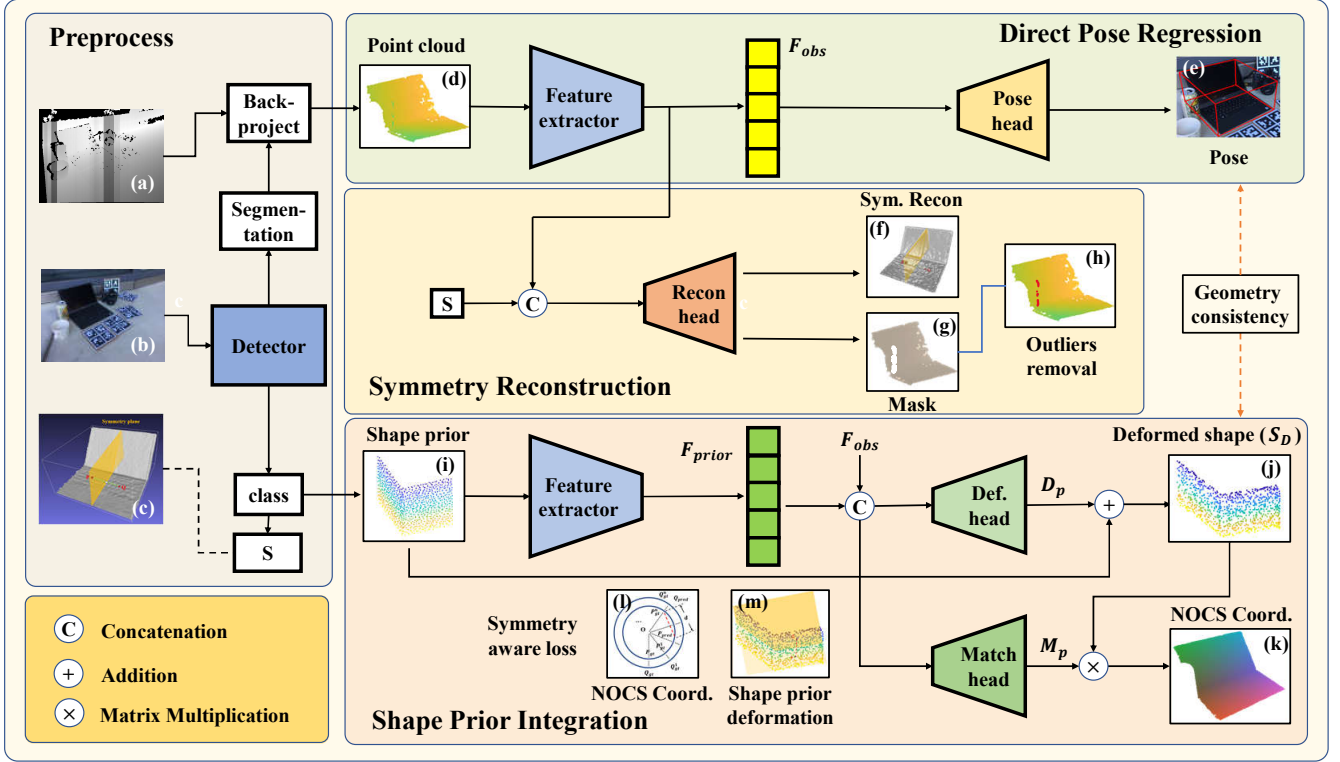 Preprocess
(a)
Back-
project
Segmen-
tation
c
(b)
Detector
Symmetry plane
(c)
class
S
C Concatenation
+ Addition
× Matrix Multiplication
Direct Pose Regression
Point cloud
(d)
Feature
extractor
F_obs
Pose
head
(e)
Pose
Sym. Recon
(f)
S
C
Recon
head
c
(g)
Mask
(h)
Outliers
removal
Symmetry Reconstruction
Geometry
consistency
Shape prior
(i)
Feature
extractor
F_prior
F_obs
C
Def.
head
D_p
+
Deformed shape (S_D)
(j)
Symmetry
aware loss
(l)
NOCS Coord.
(m)
Shape prior
deformation
Match
head
M_p
×
NOCS Coord.
(k)
Shape Prior Integration